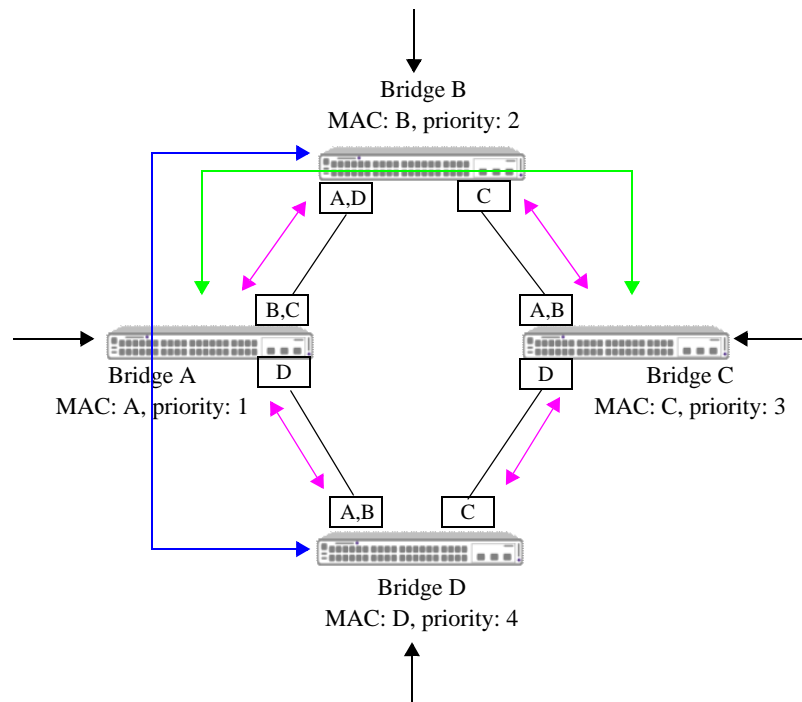 Bridge B
MAC: B, priority: 2
A,D
C
B,C
A,B
Bridge A
MAC: A, priority: 1
D
D
Bridge C
MAC: C, priority: 3
A,B
C
Bridge D
MAC: D, priority: 4